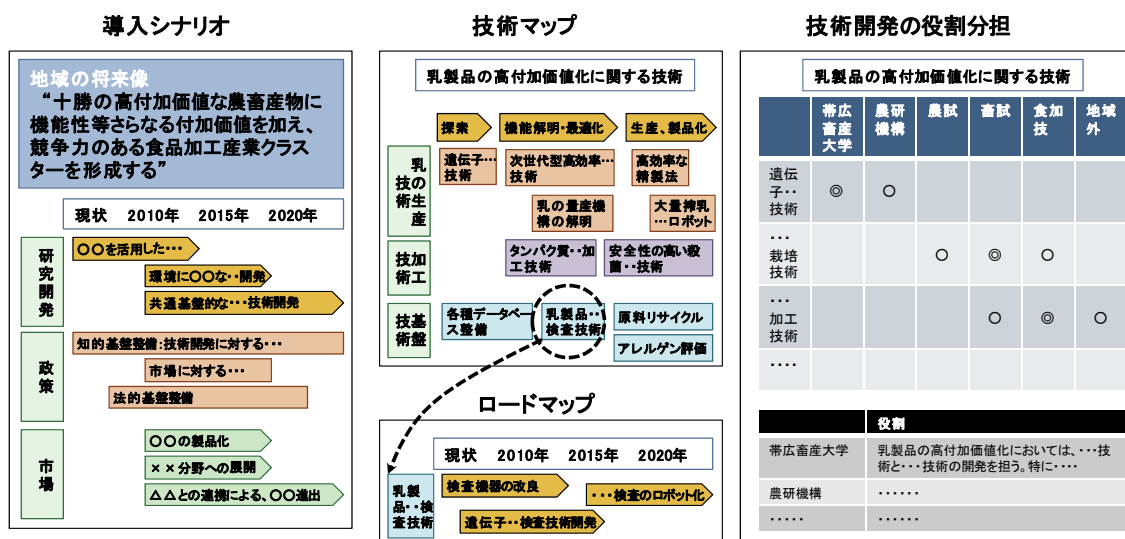 導入シナリオ
地域の将来像
“十勝の高付加価値な農畜産物に
機能性等さらなる付加価値を加え、
競争力のある食品加工産業クラス
ターを形成する”
現状 2010年 2015年 2020年
研究開発
〇〇を活用した・・・
環境に〇〇な・・開発
共通基盤的な・・・技術開発
政策
知的基盤整備:技術開発に対する・・・
市場に対する・・・
法的基盤整備
市場
〇〇の製品化
××分野への展開
△△との連携による、〇〇進出
技術マップ
乳製品の高付加価値化に関する技術
探索 機能解明・最適化 生産、製品化
乳の生産技術
遺伝子…
技術
次世代型高効率…
技術
高効率な
精製法
乳の量産機
構の解明
大量搾乳
…ロボット
加工技術
タンパク質・・加
工技術
安全性の高い殺
菌・・技術
基盤技術
各種データベー
ス整備
乳製品・・
検査技術
原料リサイクル
アレルゲン評価
ロードマップ
現状 2010年 2015年 2020年
乳製
品・・検
査技術
検査機器の改良
・・・検査のロボット化
遺伝子・・検査技術開発
技術開発の役割分担
乳製品の高付加価値化に関する技術
帯広
畜産
大学
農研
機構
農試
畜試
食加
技
地域
外
遺伝
子・・
技術
◎ 〇
・・・
栽培
技術
〇 ◎ 〇
・・・
加工
技術
〇 ◎ 〇
・・・・
役割
帯広畜産大学
乳製品の高付加価値化においては、・・・技
術と・・・技術の開発を担う。特に・・・・
農研機構 ・・・・・・
・・・・・ ・・・・・・